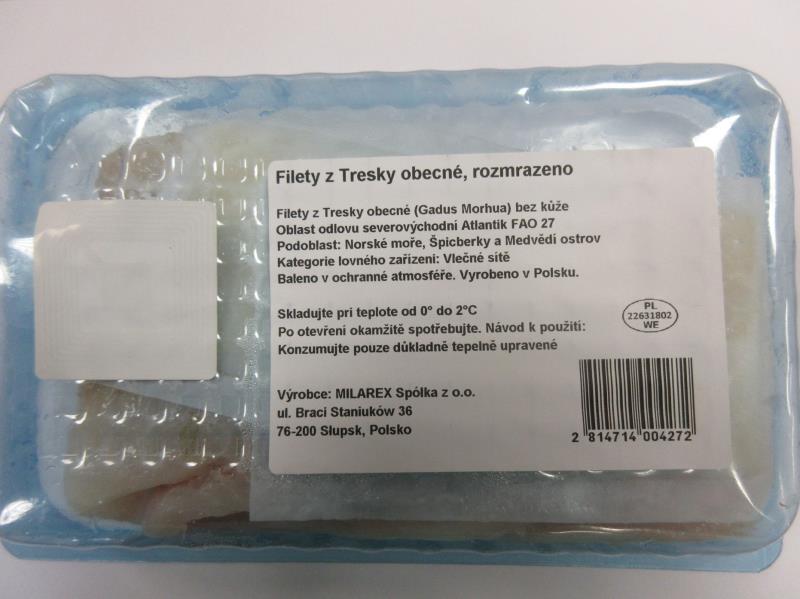 Filety z Tresky obecné, rozmrazeno
Filety z Tresky obecné (Gadus Morhua) bez kůže
Oblast odlovu severovýchodní Atlantik FAO 27
Podoblast: Norské moře, Špicberky a Medvědí ostrov
Kategorie lovného zařízení: Vlečné sítě
Baleno v ochranné atmosféře. Vyrobeno v Polsku.
Skladujte pri teplote od 0° do 2°C
Po otevření okamžitě spotřebujte. Návod k použití:
Konzumujte pouze důkladně tepelně upravené
PL
22631802
WE
Výrobce: MILAREX Spólka z o.o.
ul. Braci Staniuków 36
76-200 Słupsk, Polsko
2 814714 004272